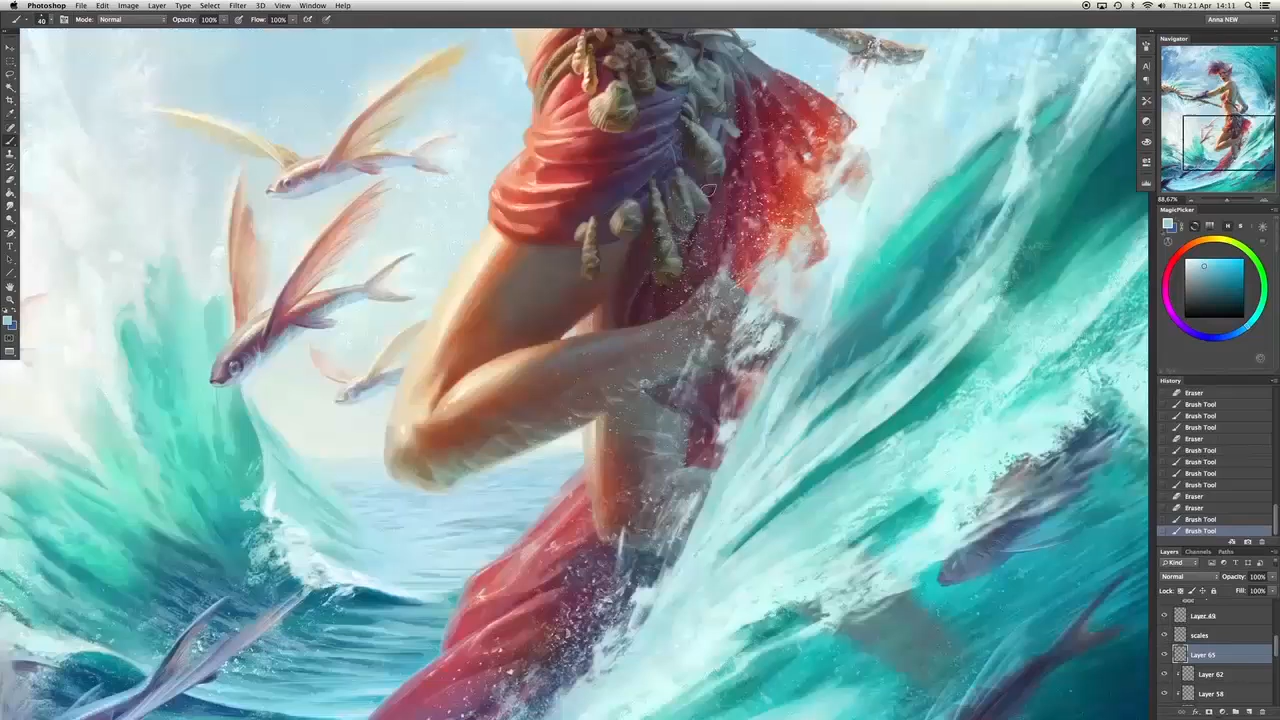 Photoshop File Edit Image Layer Type Select Filter 3D View Window Help
Thu 21 Apr 14:11
40 Mode: Normal Opacity: 100% Flow: 100%
Anna NEW
Navigator
88,67%
MagicPicker
H
History
Eraser
Brush Tool
Brush Tool
Brush Tool
Eraser
Brush Tool
Brush Tool
Brush Tool
Brush Tool
Eraser
Eraser
Brush Tool
Brush Tool
Layers Channels Paths
Kind
Normal Opacity: 100%
Lock: Fill: 100%
Layer 49
scales
Layer 65
Layer 62
Layer 58